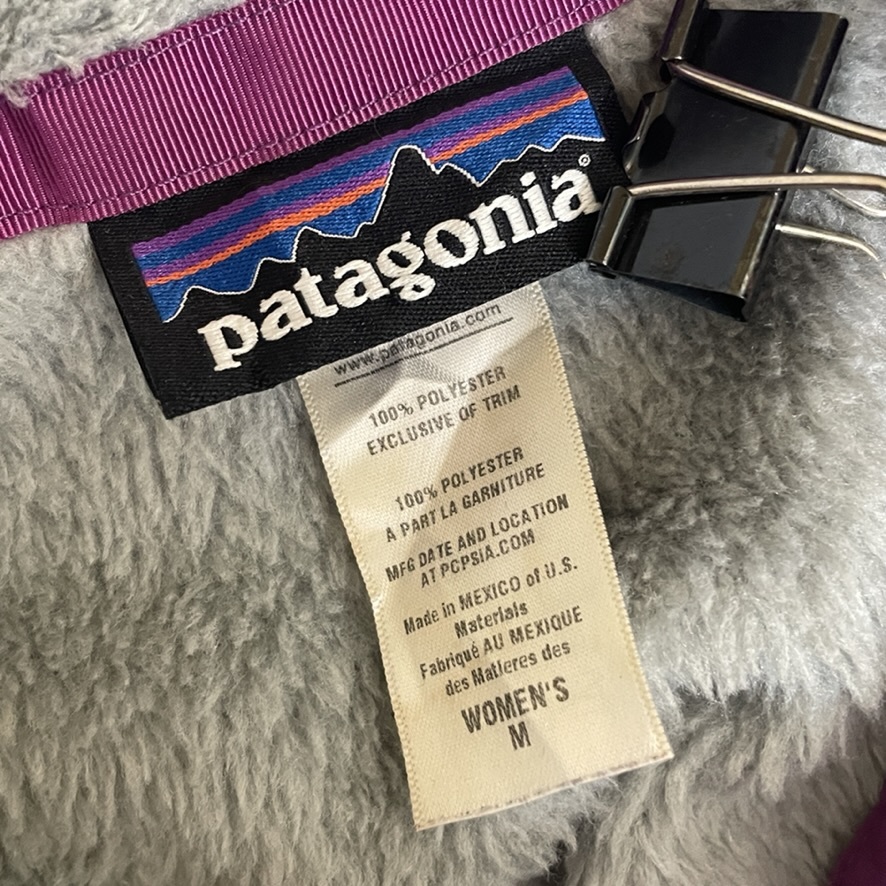 patagonia®
www.patagonia.com
100% POLYESTER
EXCLUSIVE OF TRIM
100% POLYESTER
A PART LA GARNITURE
MFG DATE AND LOCATION
AT PCPSIA.COM
Made in MEXICO of U.S.
Materials
Fabriqué AU MEXIQUE
des Matieres des
WOMEN'S
M